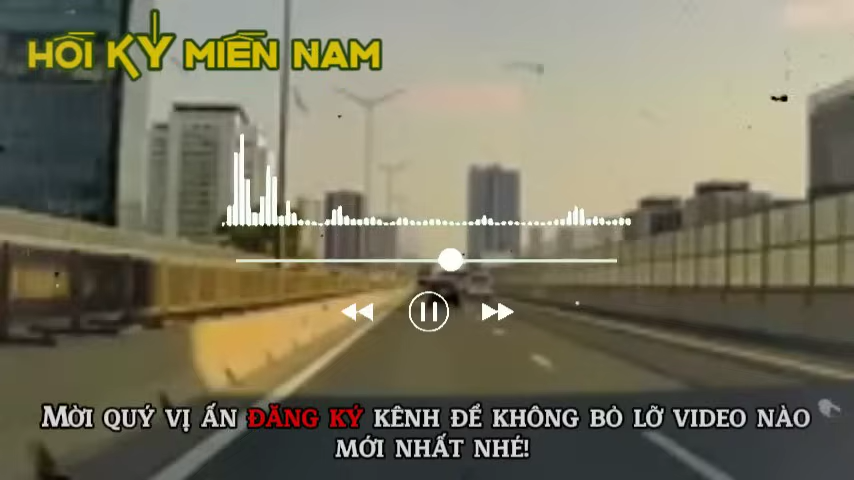 HỒI KÝ MIỀN NAM
MỜI QUÝ VỊ ẤN ĐĂNG KÝ KÊNH ĐỂ KHÔNG BỎ LỠ VIDEO NÀO
MỚI NHẤT NHÉ!